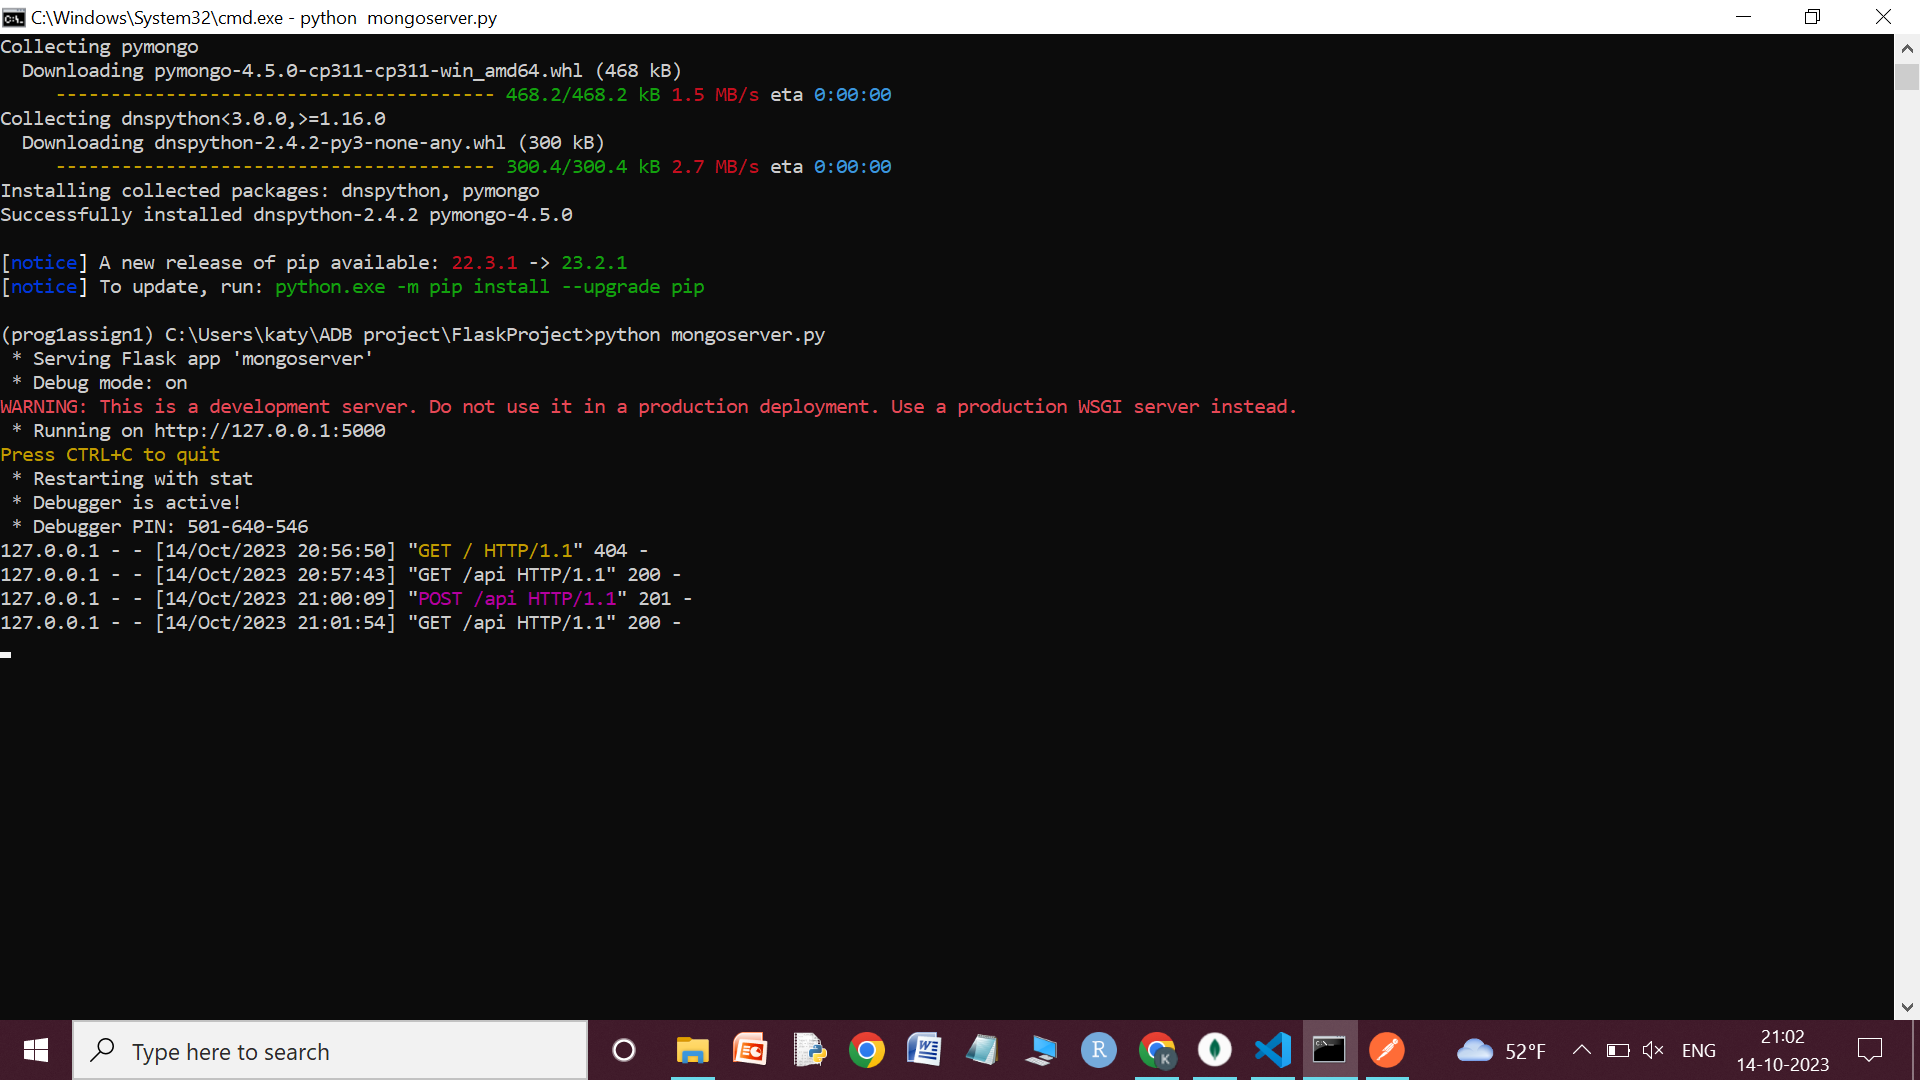 C:\Windows\System32\cmd.exe - python  mongoserver.py
Collecting pymongo
  Downloading pymongo-4.5.0-cp311-cp311-win_amd64.whl (468 kB)
     ---------------------------------------- 468.2/468.2 kB 1.5 MB/s eta 0:00:00
Collecting dnspython<3.0.0,>=1.16.0
  Downloading dnspython-2.4.2-py3-none-any.whl (300 kB)
     ---------------------------------------- 300.4/300.4 kB 2.7 MB/s eta 0:00:00
Installing collected packages: dnspython, pymongo
Successfully installed dnspython-2.4.2 pymongo-4.5.0
[notice] A new release of pip available: 22.3.1 -> 23.2.1
[notice] To update, run: python.exe -m pip install --upgrade pip
(prog1assign1) C:\Users\katy\ADB project\FlaskProject>python mongoserver.py
 * Serving Flask app 'mongoserver'
 * Debug mode: on
WARNING: This is a development server. Do not use it in a production deployment. Use a production WSGI server instead.
 * Running on http://127.0.0.1:5000
Press CTRL+C to quit
 * Restarting with stat
 * Debugger is active!
 * Debugger PIN: 501-640-546
127.0.0.1 - - [14/Oct/2023 20:56:50] "GET / HTTP/1.1" 404 -
127.0.0.1 - - [14/Oct/2023 20:57:43] "GET /api HTTP/1.1" 200 -
127.0.0.1 - - [14/Oct/2023 21:00:09] "POST /api HTTP/1.1" 201 -
127.0.0.1 - - [14/Oct/2023 21:01:54] "GET /api HTTP/1.1" 200 -
Type here to search
52°F
ENG
21:02
14-10-2023